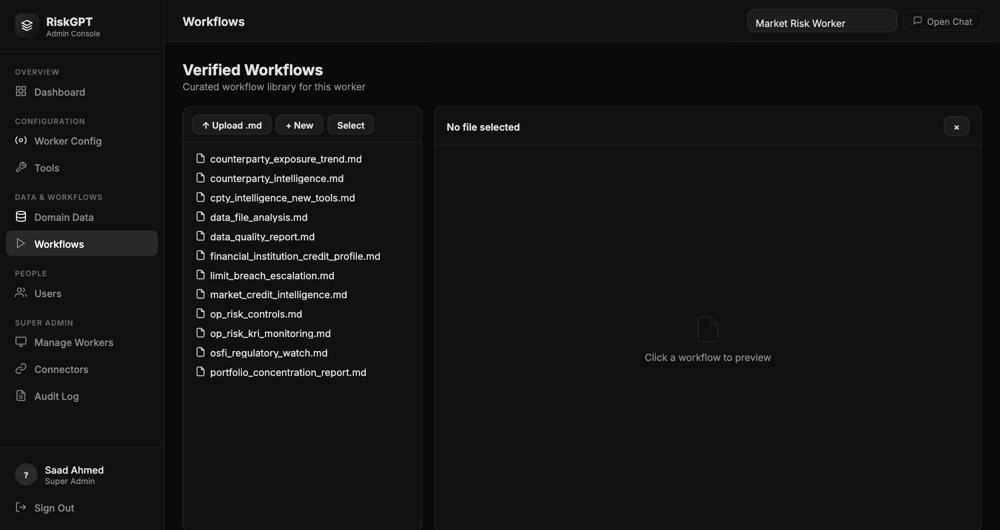 RiskGPT
Admin Console
OVERVIEW
Dashboard
CONFIGURATION
Worker Config
Tools
DATA & WORKFLOWS
Domain Data
Workflows
PEOPLE
Users
SUPER ADMIN
Manage Workers
Connectors
Audit Log
?
Saad Ahmed
Super Admin
Sign Out
Workflows
Market Risk Worker
Open Chat
Verified Workflows
Curated workflow library for this worker
↑ Upload .md
+ New
Select
counterparty_exposure_trend.md
counterparty_intelligence.md
cpty_intelligence_new_tools.md
data_file_analysis.md
data_quality_report.md
financial_institution_credit_profile.md
limit_breach_escalation.md
market_credit_intelligence.md
op_risk_controls.md
op_risk_kri_monitoring.md
osfi_regulatory_watch.md
portfolio_concentration_report.md
No file selected
×
Click a workflow to preview